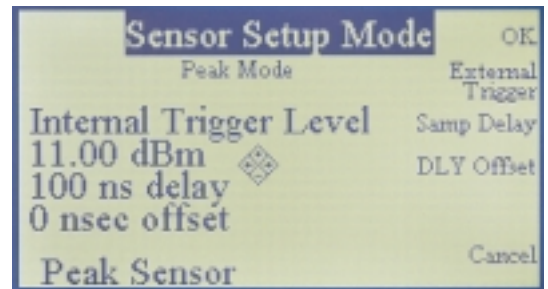 Sensor Setup Mode
Peak Mode
Internal Trigger Level
11.00 dBm
100 ns delay
0 nsec offset
Peak Sensor
OK
External
Trigger
Samp Delay
DLY Offset
Cancel